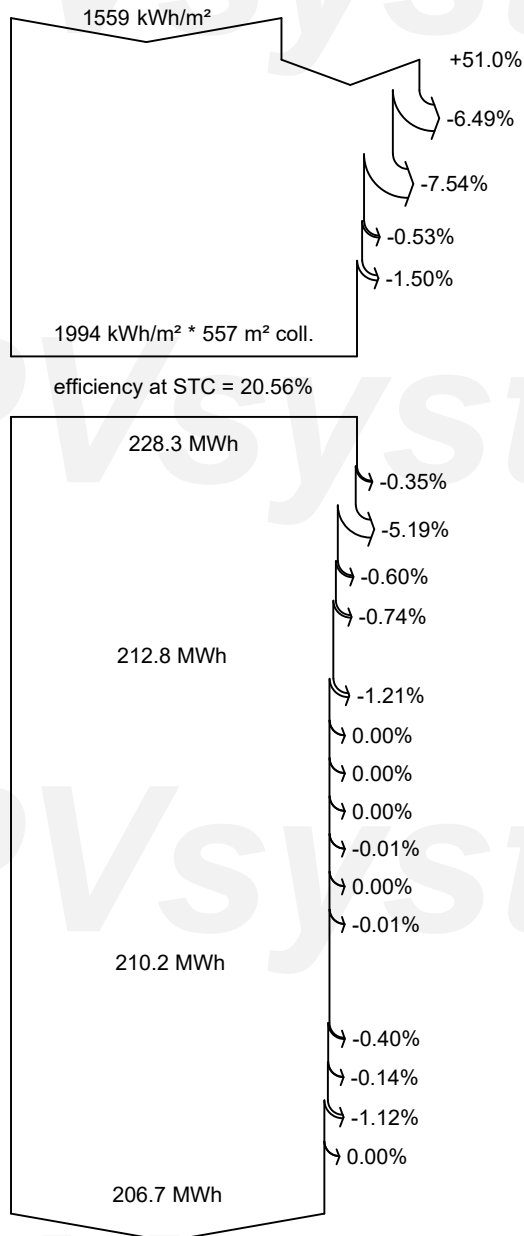 1559 kWh/m²
+51.0%
-6.49%
-7.54%
-0.53%
-1.50%
1994 kWh/m² * 557 m² coll.
efficiency at STC = 20.56%
228.3 MWh
-0.35%
-5.19%
-0.60%
-0.74%
212.8 MWh
-1.21%
0.00%
0.00%
0.00%
-0.01%
0.00%
-0.01%
210.2 MWh
-0.40%
-0.14%
-1.12%
0.00%
206.7 MWh
PVsyst
PVsyst